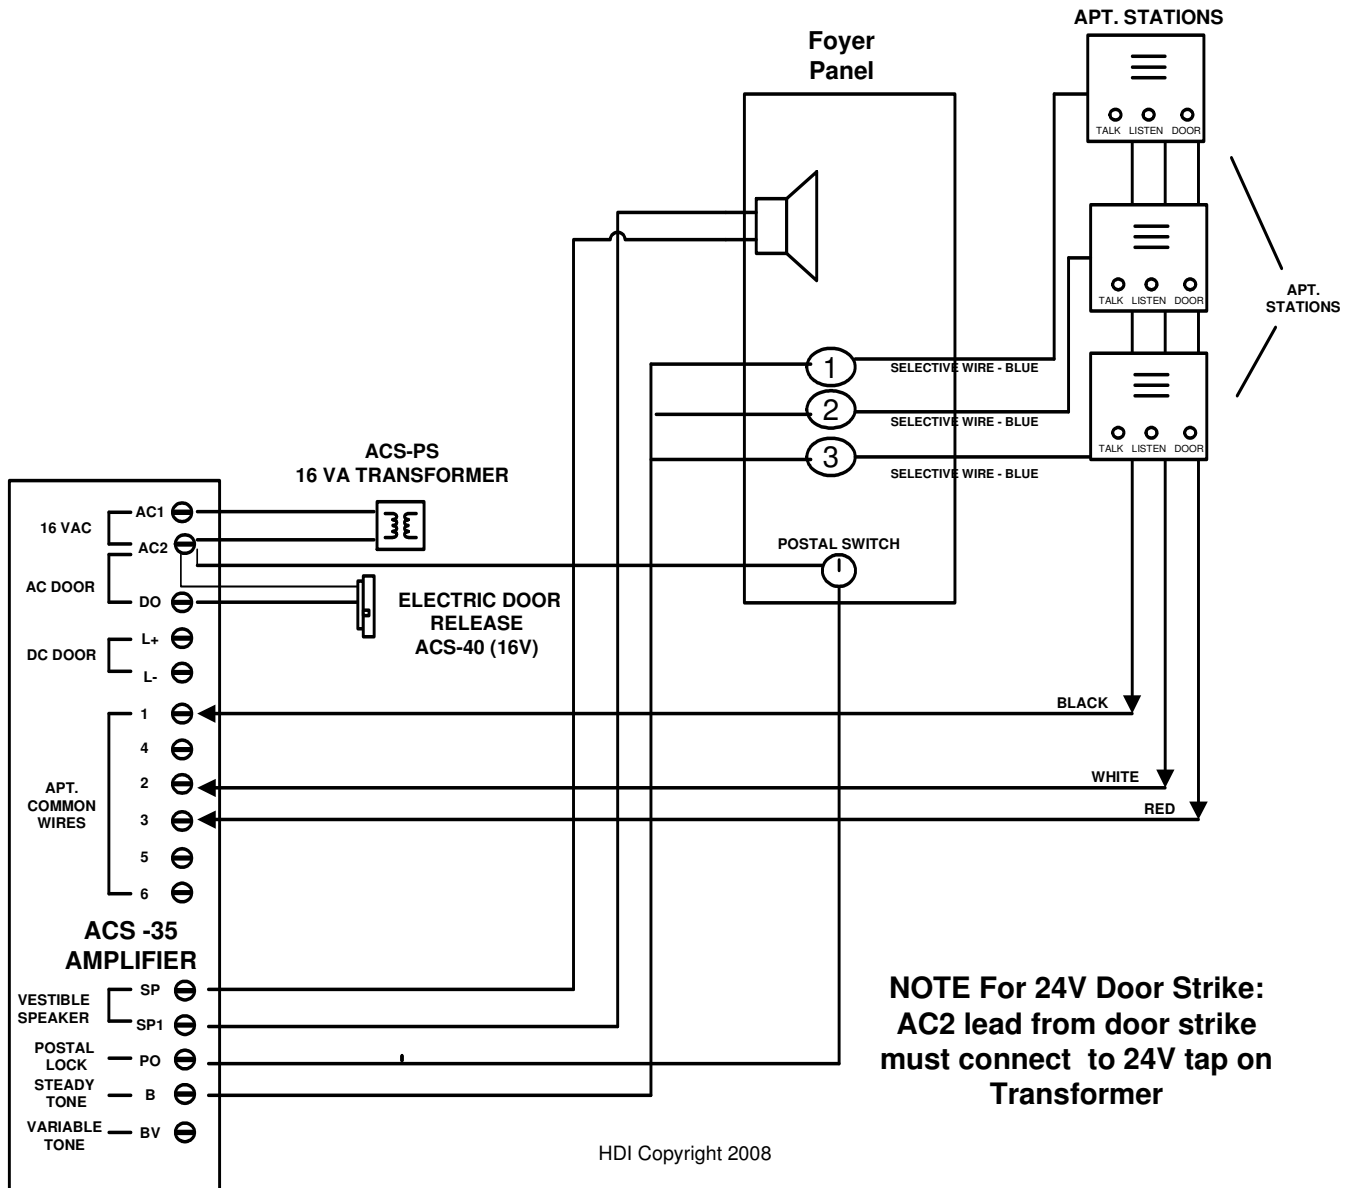 APT. STATIONS
Foyer
Panel
TALK LISTEN DOOR
TALK LISTEN DOOR
APT.
STATIONS
TALK LISTEN DOOR
1
SELECTIVE WIRE - BLUE
2
SELECTIVE WIRE - BLUE
3
SELECTIVE WIRE - BLUE
ACS-PS
16 VA TRANSFORMER
16 VAC
AC1
AC2
POSTAL SWITCH
AC DOOR
DO
ELECTRIC DOOR
RELEASE
ACS-40 (16V)
DC DOOR
L+
L-
BLACK
WHITE
RED
APT.
COMMON
WIRES
1
4
2
3
5
6
ACS -35
AMPLIFIER
VESTIBLE
SPEAKER
SP
SP1
POSTAL
LOCK
PO
STEADY
TONE
B
VARIABLE
TONE
BV
NOTE For 24V Door Strike:
AC2 lead from door strike
must connect to 24V tap on
Transformer
HDI Copyright 2008